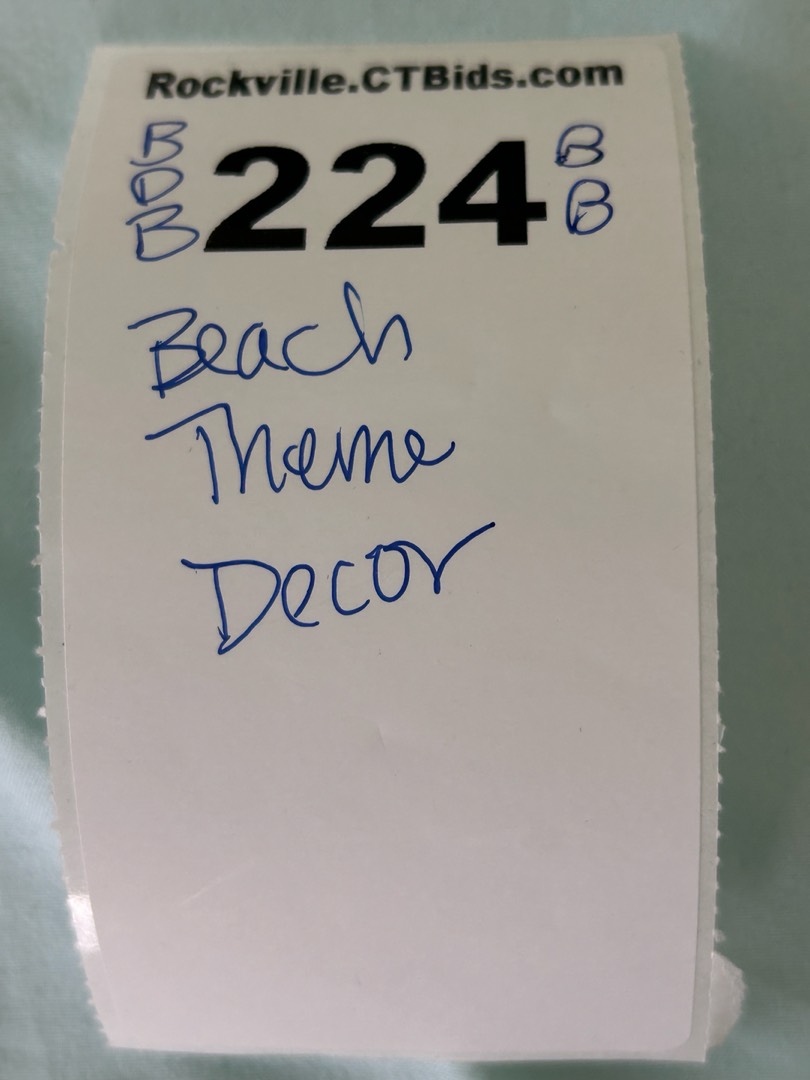 Rockville.CTBids.com
B
D
B
224
B
B
Beach
Theme
Decor